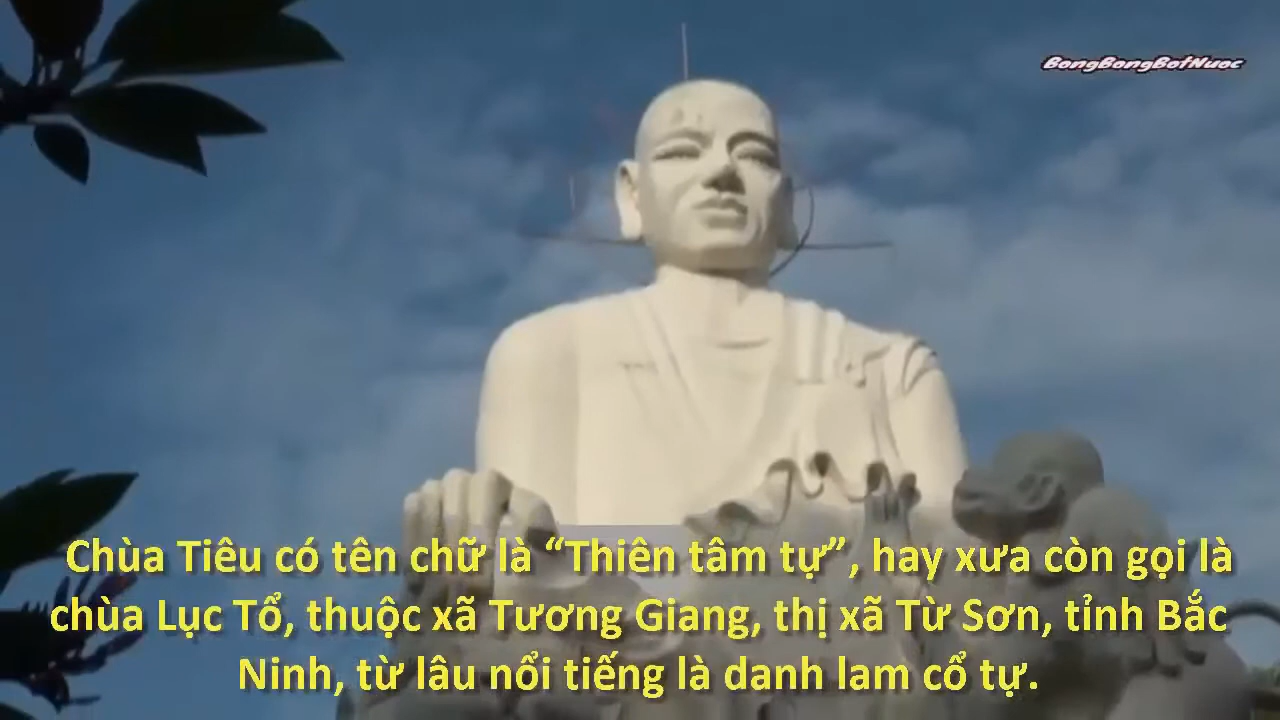 BongBongBotNuoc
Chùa Tiêu có tên chữ là “Thiên tâm tự”, hay xưa còn gọi là
chùa Lục Tổ, thuộc xã Tương Giang, thị xã Từ Sơn, tỉnh Bắc
Ninh, từ lâu nổi tiếng là danh lam cổ tự.